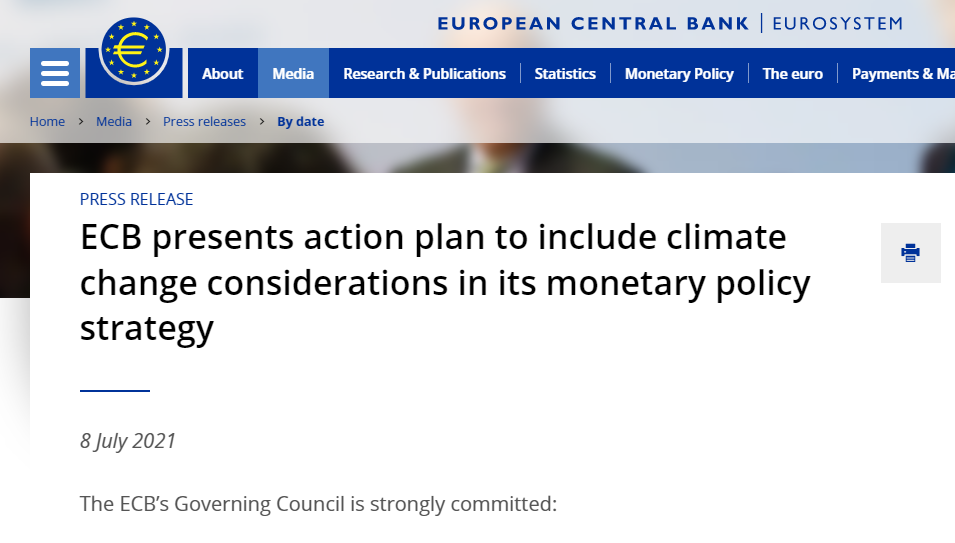 EUROPEAN CENTRAL BANK | EUROSYSTEM
About Media Research & Publications Statistics Monetary Policy The euro Payments & Ma
Home > Media > Press releases > By date
PRESS RELEASE
ECB presents action plan to include climate
change considerations in its monetary policy
strategy
8 July 2021
The ECB’s Governing Council is strongly committed: